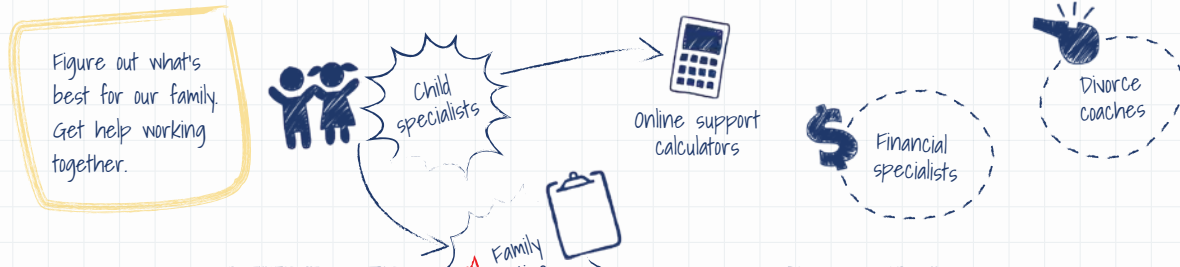 Figure out what's
best for our family.
Get help working
together.
Child
specialists
Online support
calculators
Financial
specialists
Divorce
coaches
Family